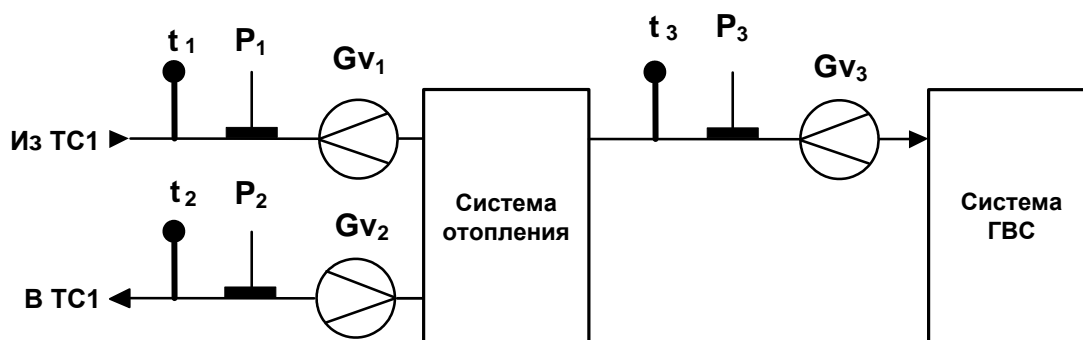 t 1
P1
Gv1
t 3
P3
Gv3
Из ТС1
t 2
P2
Gv2
Система
отопления
Система
ГВС
В ТС1